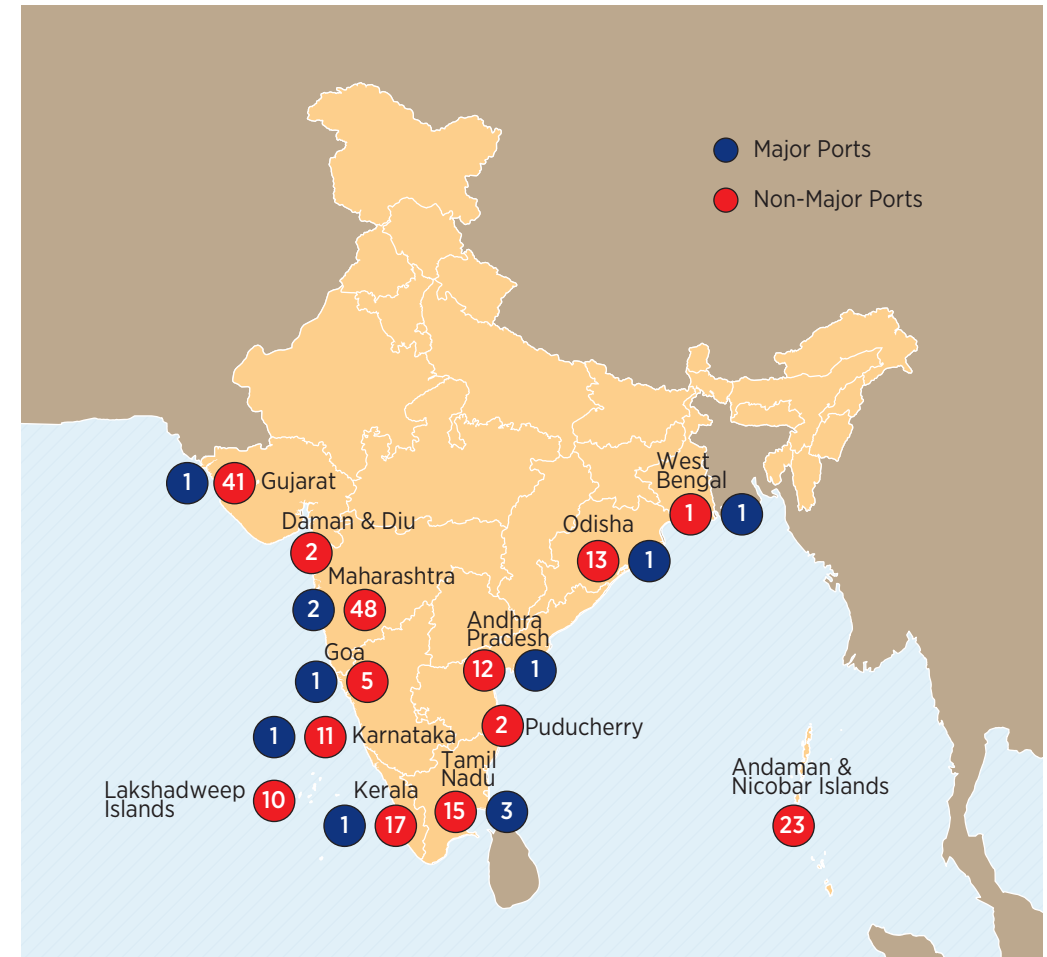 Major Ports
Non-Major Ports
West
Bengal
1
41
Gujarat
1
1
Daman & Diu
Odisha
2
13
1
Maharashtra
2
48
Andhra
Pradesh
Goa
12
1
1
5
2
Puducherry
1
11
Karnataka
Tamil
Nadu
Andaman &
Nicobar Islands
Lakshadweep
Islands
10
Kerala
15
3
1
17
23